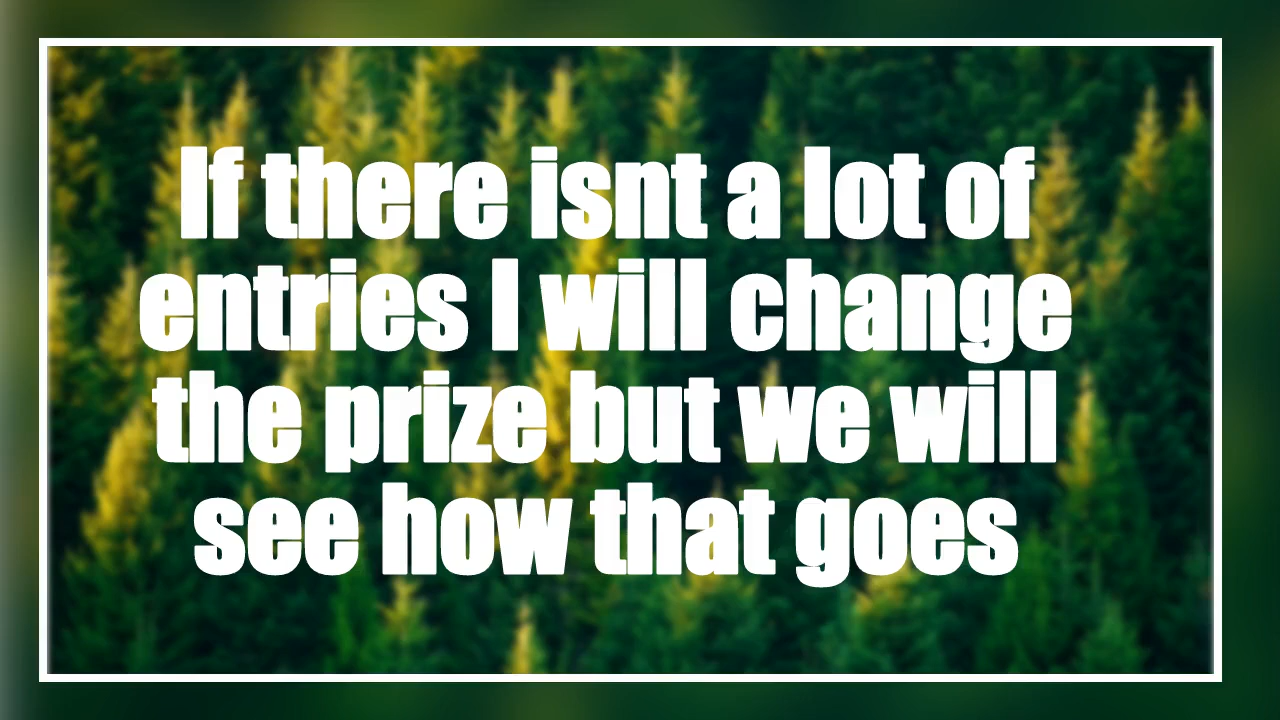 If there isnt a lot of
entries I will change
the prize but we will
see how that goes